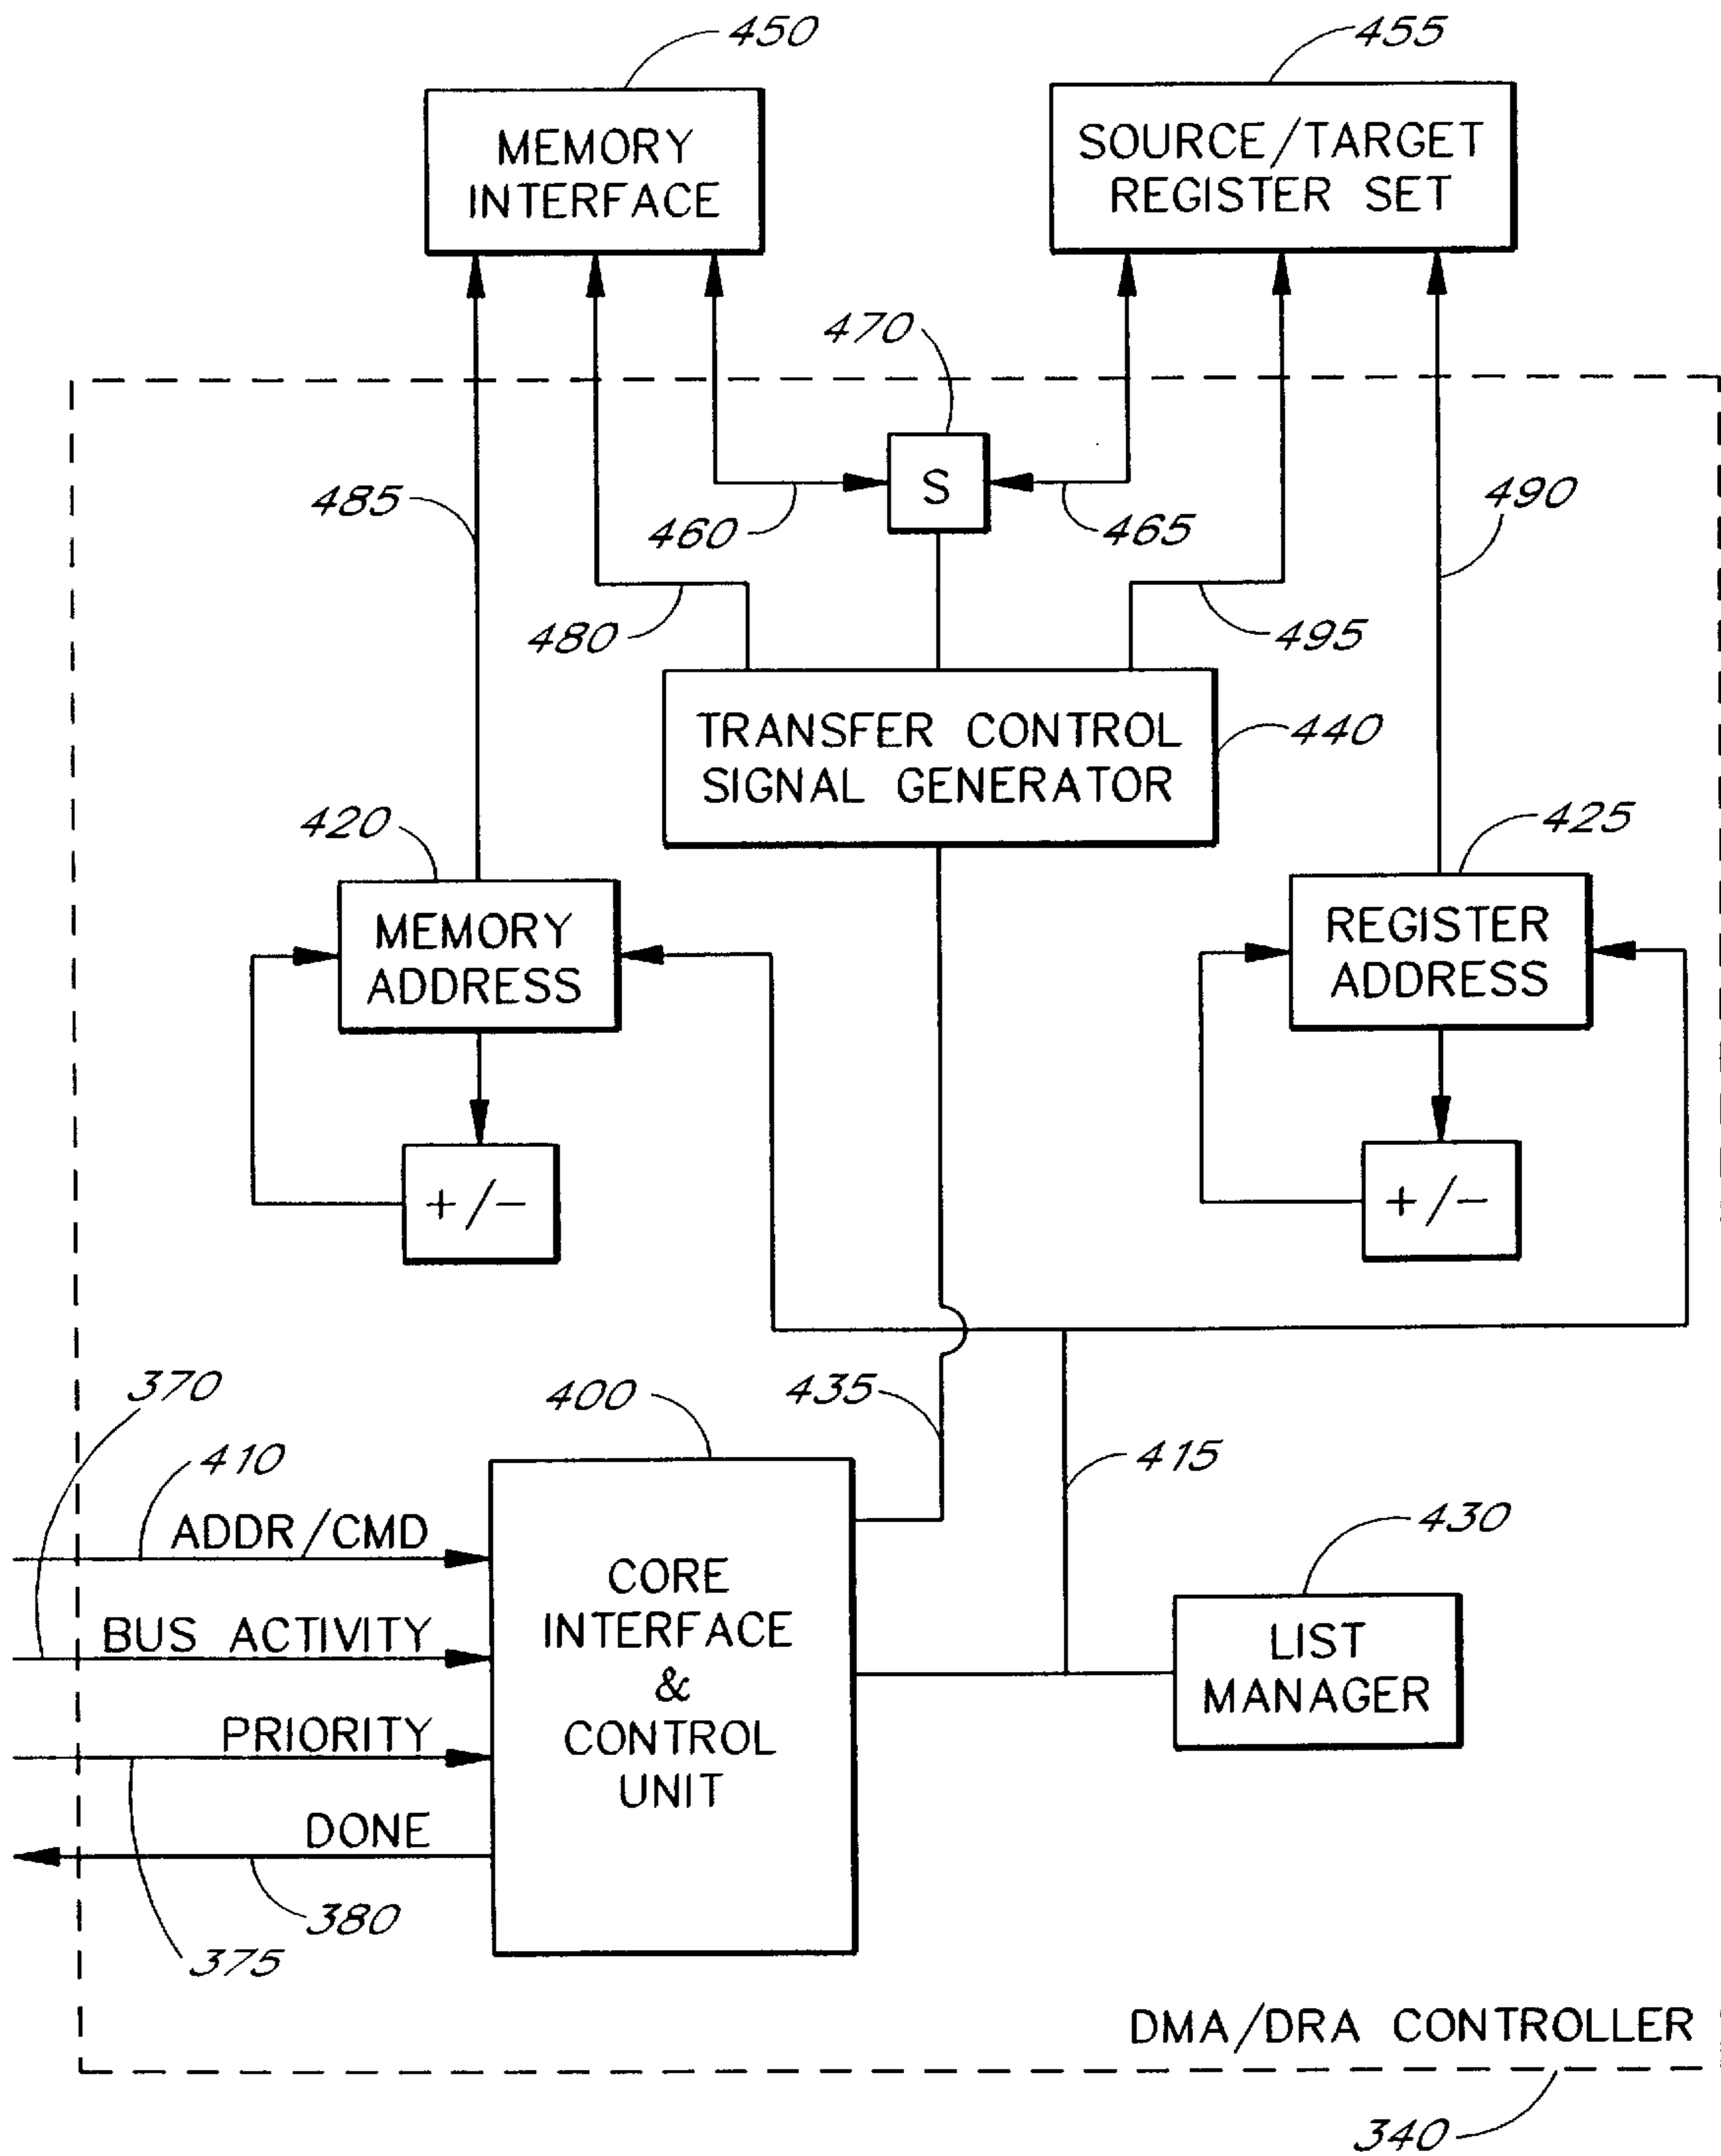 450
455
MEMORY
INTERFACE
SOURCE/TARGET
REGISTER SET
470
S
485
460
465
490
480
495
TRANSFER CONTROL
SIGNAL GENERATOR
440
420
425
MEMORY
ADDRESS
REGISTER
ADDRESS
+/-
+/-
370
400
435
410
415
ADDR/CMD
430
CORE
INTERFACE
&
CONTROL
UNIT
BUS ACTIVITY
LIST
MANAGER
PRIORITY
DONE
380
375
DMA/DRA CONTROLLER
340